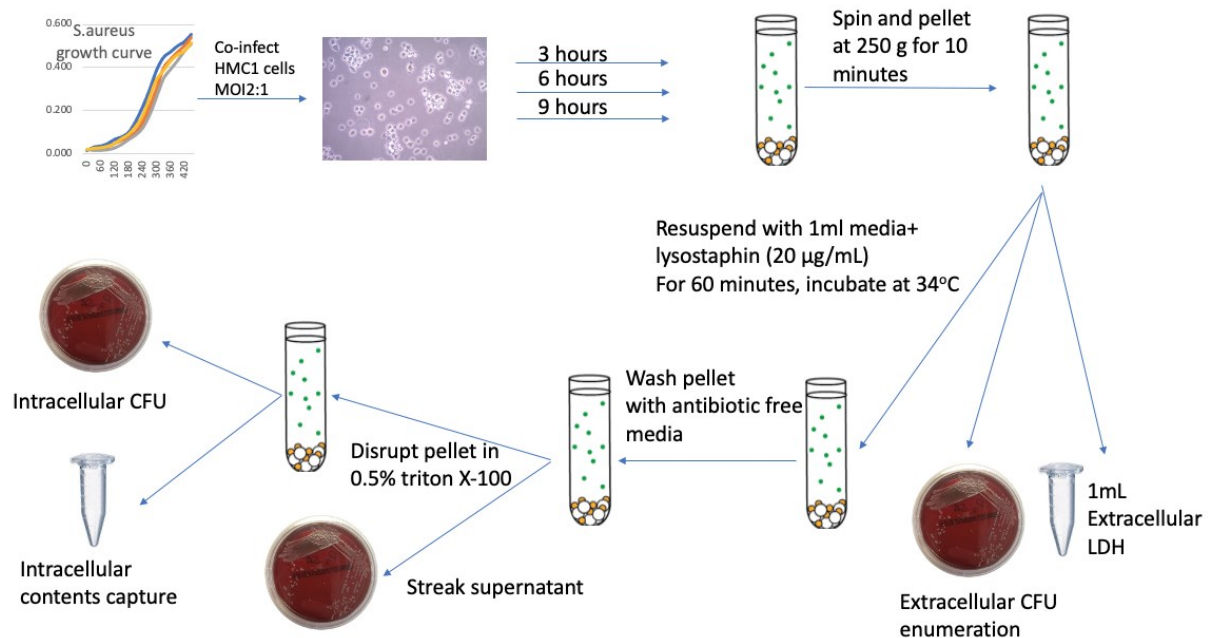 0.600
S.aureus
growth curve
0.400
0.200
0.000
0
60
120
180
240
300
360
420
Co-infect
HMC1 cells
MOI2:1
3 hours
6 hours
9 hours
Spin and pellet
at 250 g for 10
minutes
Resuspend with 1ml media+
lysostaphin (20 µg/mL)
For 60 minutes, incubate at 34°C
Wash pellet
with antibiotic free
media
Disrupt pellet in
0.5% triton X-100
Intracellular CFU
Intracellular
contents capture
Streak supernatant
1mL
Extracellular
LDH
Extracellular CFU
enumeration